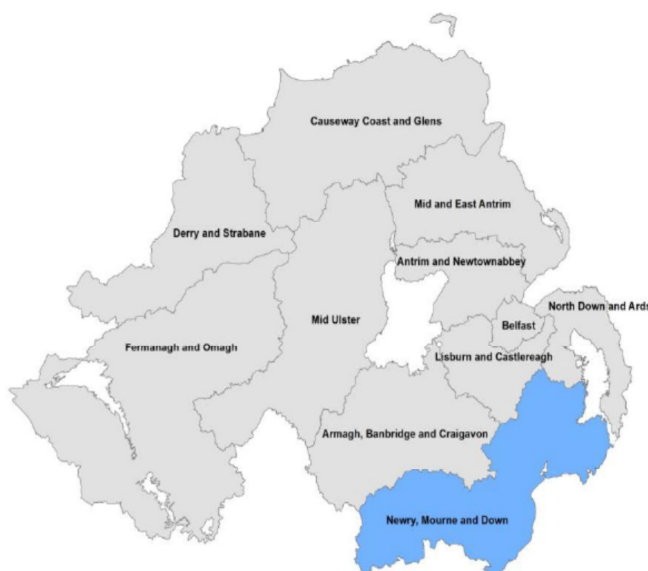 Causeway Coast and Glens
Mid and East Antrim
Derry and Strabane
Antrim and Newtownabbey
North Down and Ards
Mid Ulster
Belfast
Fermanagh and Omagh
Lisburn and Castlereagh
Armagh, Banbridge and Craigavon
Newry, Mourne and Down